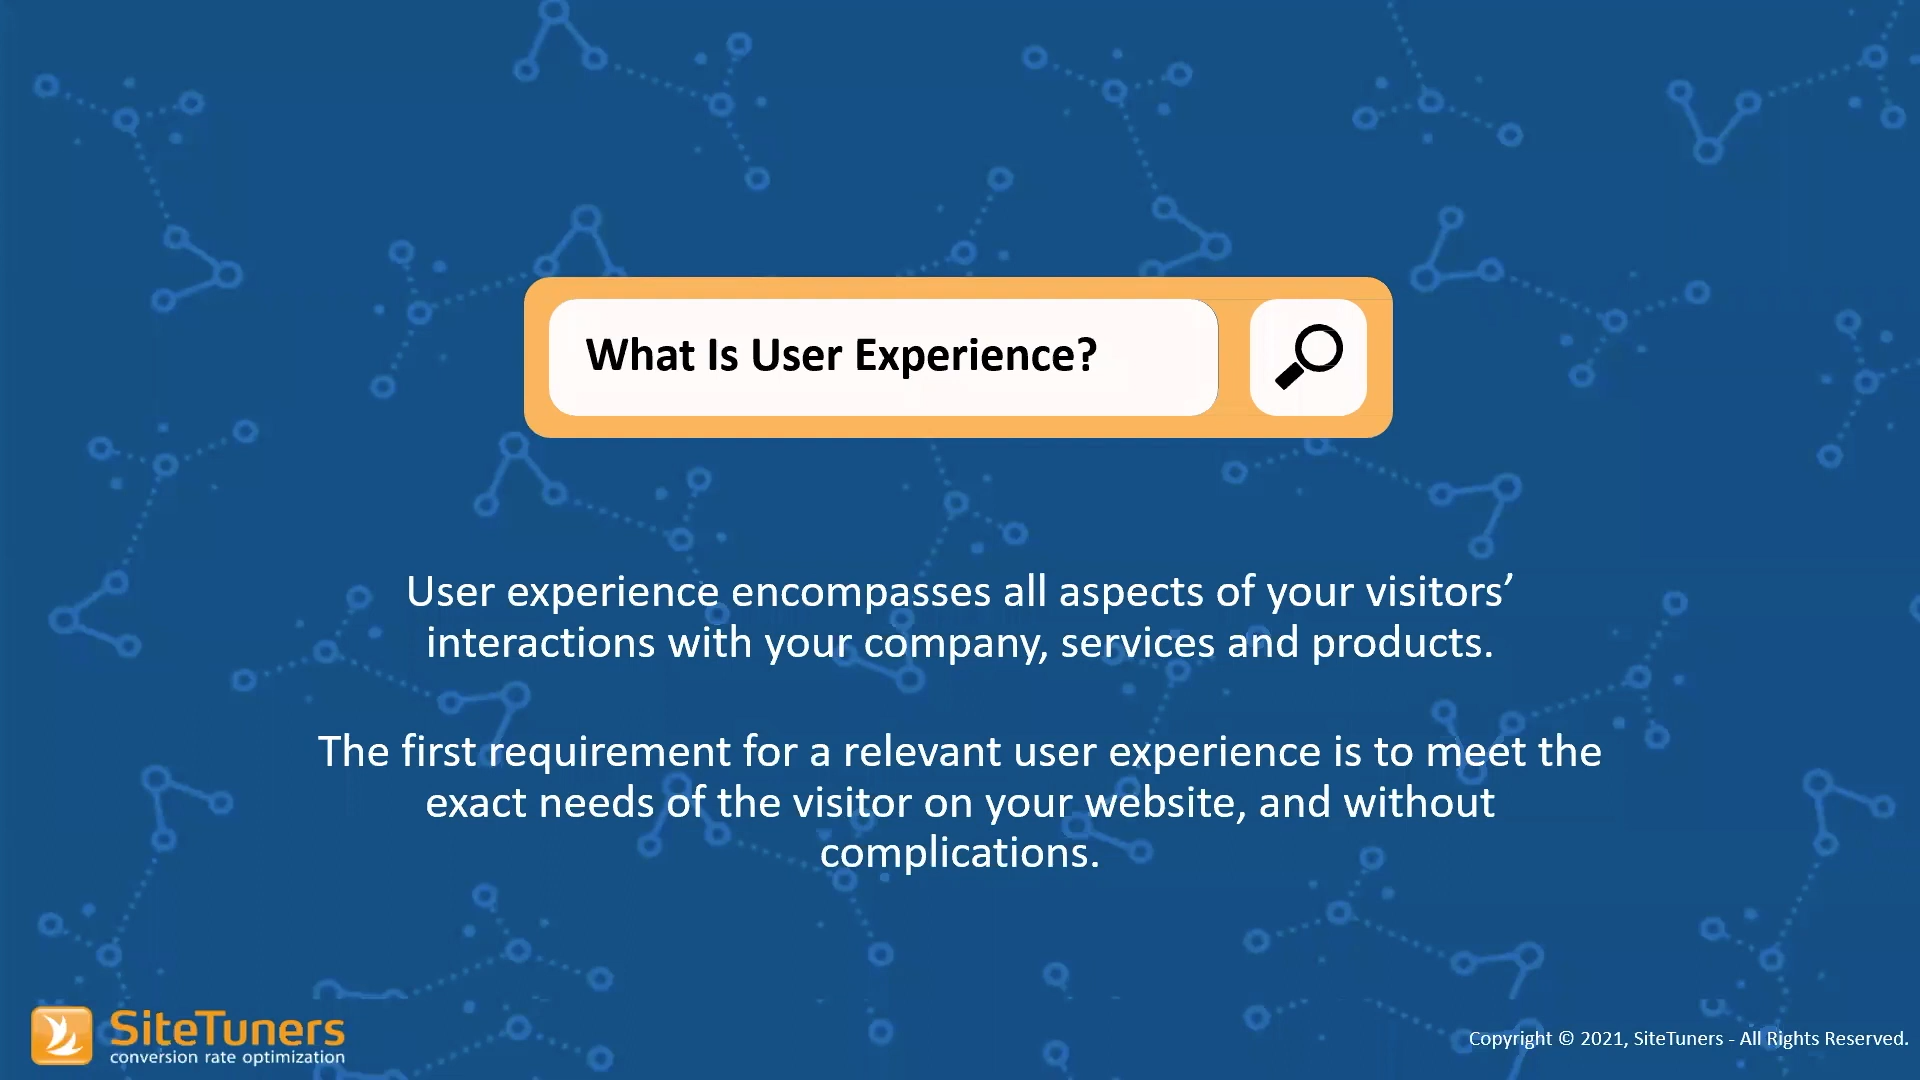 What Is User Experience?
User experience encompasses all aspects of your visitors’
interactions with your company, services and products.
The first requirement for a relevant user experience is to meet the
exact needs of the visitor on your website, and without
complications.
SiteTuners
conversion rate optimization
Copyright © 2021, SiteTuners - All Rights Reserved.